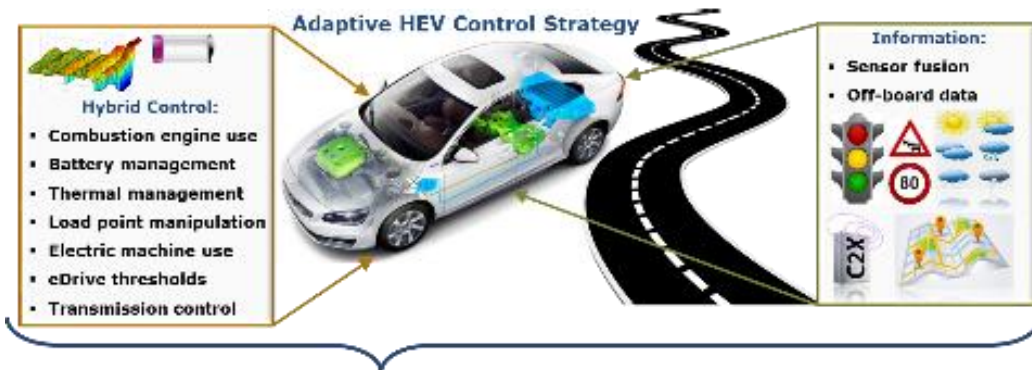 Adaptive HEV Control Strategy
Hybrid Control:
▪ Combustion engine use
▪ Battery management
▪ Thermal management
▪ Load point manipulation
▪ Electric machine use
▪ eDrive thresholds
▪ Transmission control
Information:
▪ Sensor fusion
▪ Off-board data
80
C2X